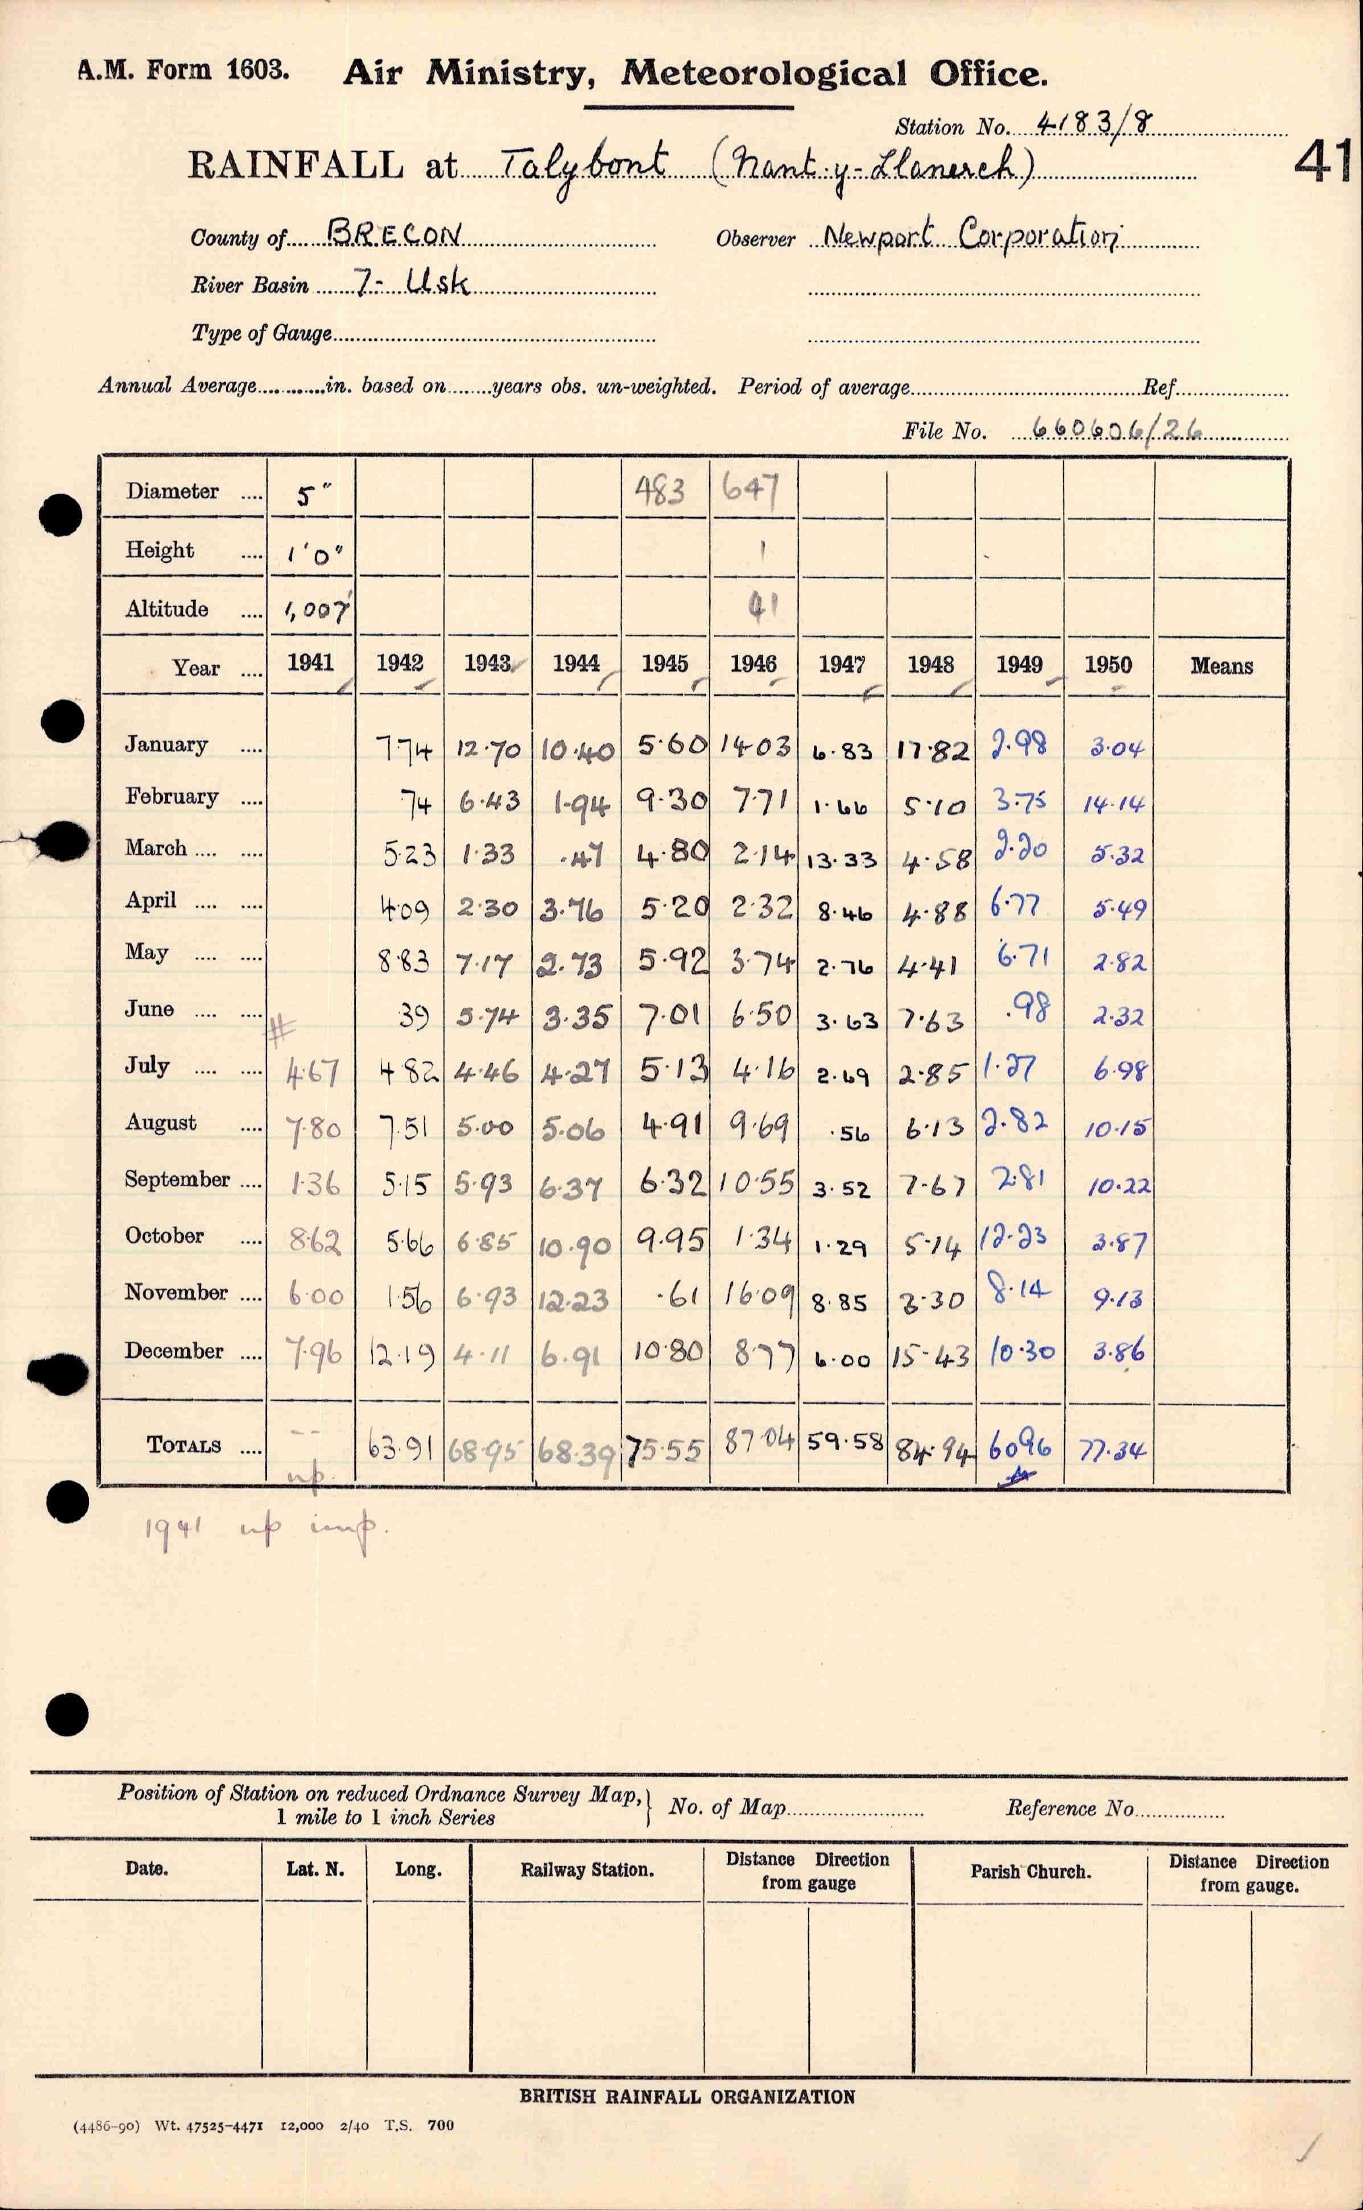 A.M. Form 1603. Air Ministry, Meteorological Office.
Station No. 4183/8
41
RAINFALL at Talybont (Nant-y-Llanerch)
County of BRECON Observer Newport Corporation
River Basin 7- Usk
Type of Gauge
Annual Average in. based on years obs. un-weighted. Period of average Ref
File No. 660606/26
Diameter .... 5" 483 647
Height .... 1'0" 1
Altitude .... 1,007' 41
Year .... 1941 1942 1943 1944 1945 1946 1947 1948 1949 1950 Means
January .... 7.74 12.70 10.40 5.60 14.03 6.83 17.82 2.98 3.04
February .... .74 6.43 1.94 9.30 7.71 1.66 5.10 3.75 14.14
March .... .... 5.23 1.33 .47 4.80 2.14 13.33 4.58 2.20 5.32
April .... .... 4.09 2.30 3.76 5.20 2.32 8.46 4.88 6.77 5.49
May .... .... 8.83 7.17 2.73 5.92 3.74 2.76 4.41 6.71 2.82
June .... .... # .39 5.74 3.35 7.01 6.50 3.63 7.63 .98 2.32
July .... .... 4.67 4.82 4.46 4.27 5.13 4.16 2.69 2.85 1.27 6.98
August .... 7.80 7.51 5.00 5.06 4.91 9.69 .56 6.13 2.82 10.15
September .... 1.36 5.15 5.93 6.37 6.32 10.55 3.52 7.67 2.81 10.22
October .... 8.62 5.66 6.85 10.90 9.95 1.34 1.29 5.14 12.23 3.87
November .... 6.00 1.56 6.93 12.23 .61 16.09 8.85 3.30 8.14 9.13
December .... 7.96 12.19 4.11 6.91 10.80 8.77 6.00 15.43 10.30 3.86
TOTALS .... -- 63.91 68.95 68.39 75.55 87.04 59.58 84.94 60.96 77.34
up.
1941 up imp.
Position of Station on reduced Ordnance Survey Map, } No. of Map Reference No.
1 mile to 1 inch Series
Date. Lat. N. Long. Railway Station. Distance from gauge Direction Parish Church. Distance from gauge. Direction
BRITISH RAINFALL ORGANIZATION
(4486-90) Wt. 47525-4471 12,000 2/40 T.S. 700